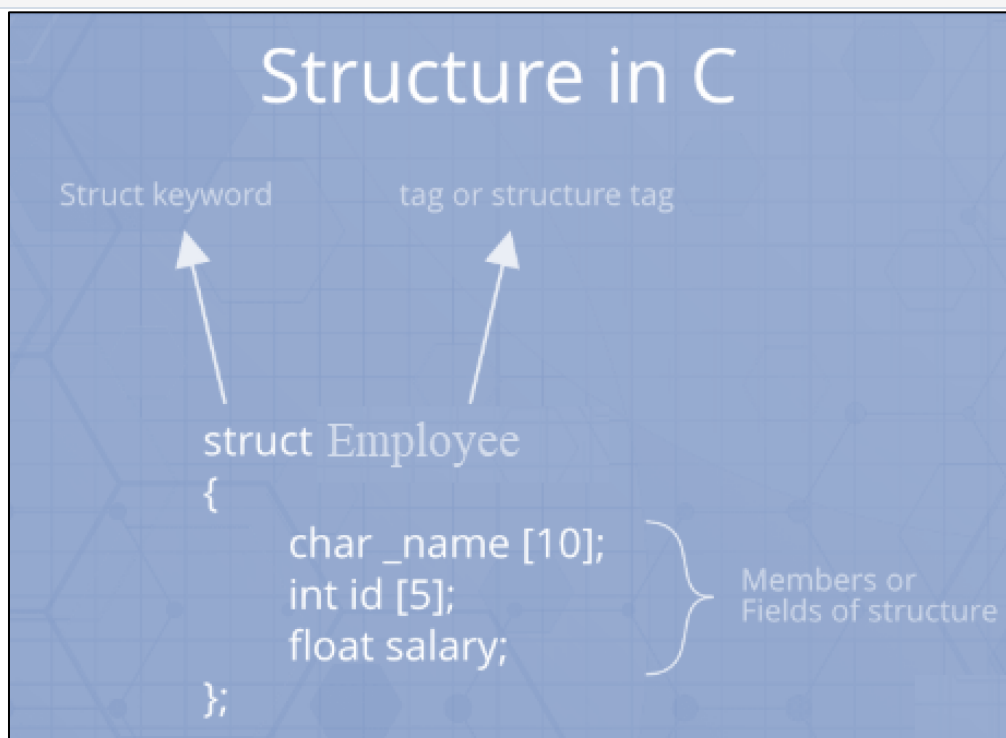 Structure in C
Struct keyword
tag or structure tag
struct Employee
{
char _name [10];
int id [5];
float salary;
};
Members or
Fields of structure